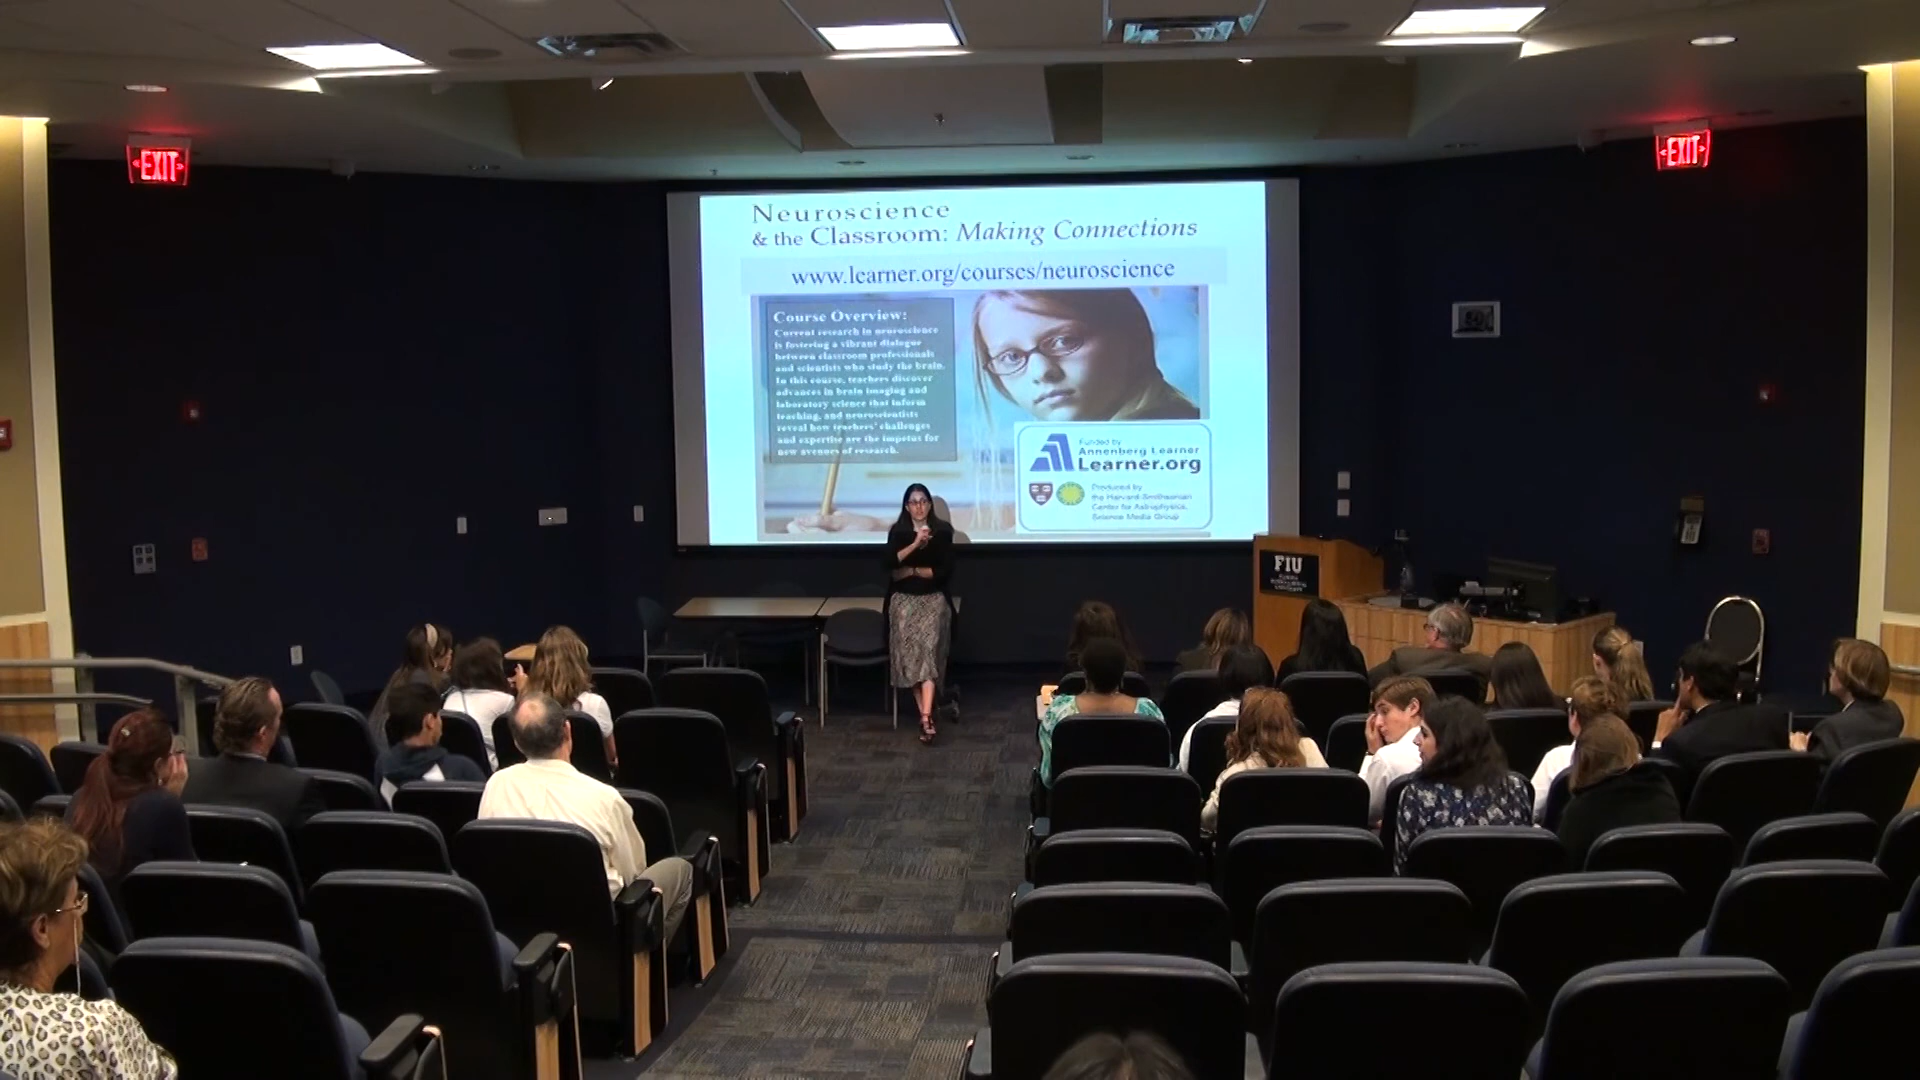 EXIT
EXIT
Neuroscience
& the Classroom: Making Connections
www.learner.org/courses/neuroscience
Course Overview:
Current research in neuroscience
is fostering a vibrant dialogue
between classroom professionals
and scientists who study the brain.
In this course, teachers discover
advances in brain imaging and
laboratory science that inform
teaching, and neuroscientists
reveal how teachers' challenges
and expertise are the impetus for
new avenues of research.
Funded by
Annenberg Learner
Learner.org
Produced by
the Harvard-Smithsonian
Center for Astrophysics,
Science Media Group
FIU
FLORIDA
INTERNATIONAL
UNIVERSITY